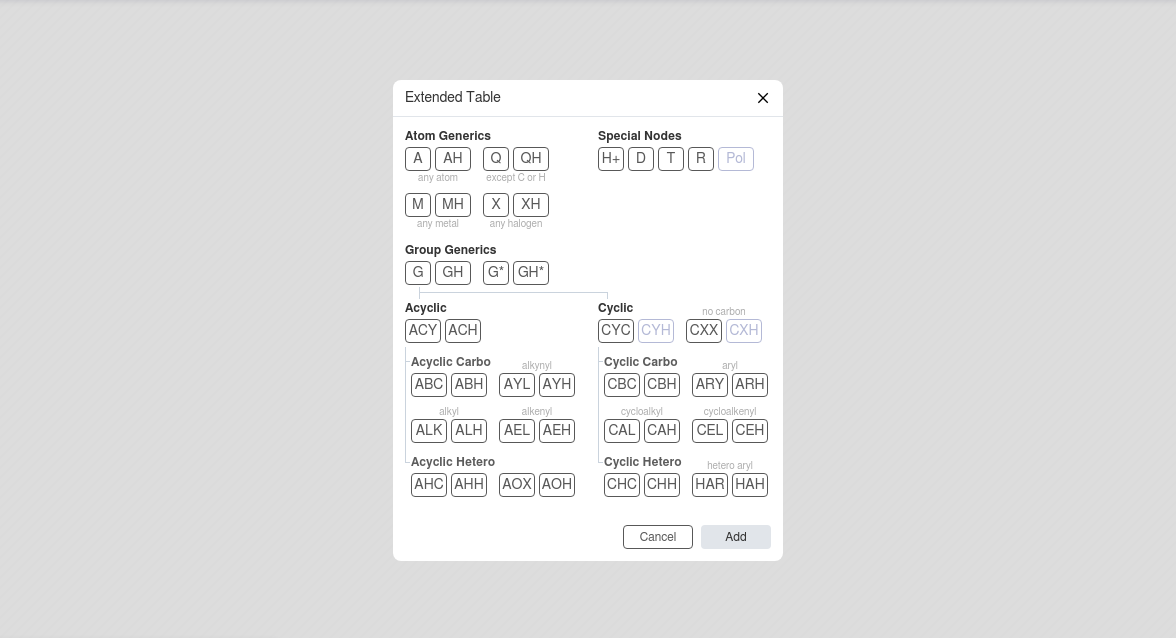 Extended Table
Atom Generics
A AH Q QH
any atom except C or H
M MH X XH
any metal any halogen
Special Nodes
H+ D T R Pol
Group Generics
G GH G* GH*
Acyclic
ACY ACH
Acyclic Carbo alkynyl
ABC ABH AYL AYH
alkyl alkenyl
ALK ALH AEL AEH
Acyclic Hetero
AHC AHH AOX AOH
Cyclic no carbon
CYC CYH CXX CXH
Cyclic Carbo aryl
CBC CBH ARY ARH
cycloalkyl cycloalkenyl
CAL CAH CEL CEH
Cyclic Hetero hetero aryl
CHC CHH HAR HAH
Cancel Add